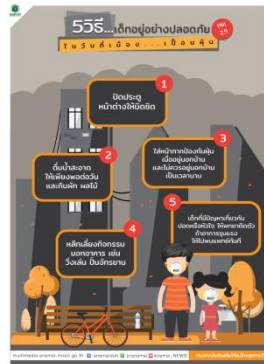 5วิธี...เด็กอยู่อย่างปลอดภัย
PM
2.5
ในวันที่เมือง...เปื้อนฝุ่น
1
ปิดประตู
หน้าต่างให้มิดชิด
2
ดื่มน้ำสะอาด
ให้เพียงพอต่อวัน
และกินผัก ผลไม้
3
ใส่หน้ากากป้องกันฝุ่น
เมื่ออยู่นอกบ้าน
และไม่ควรอยู่นอกบ้าน
เป็นเวลานาน
4
หลีกเลี่ยงกิจกรรม
นอกอาคาร เช่น
วิ่งเล่น ปั่นจักรยาน
5
เด็กที่มีปัญหาเกี่ยวกับ
ปอดหรือหัวใจ ให้พกยาติดตัว
ถ้าอาการรุนแรง
ให้ไปพบแพทย์ทันที
multimedia.anamai.moph.go.th